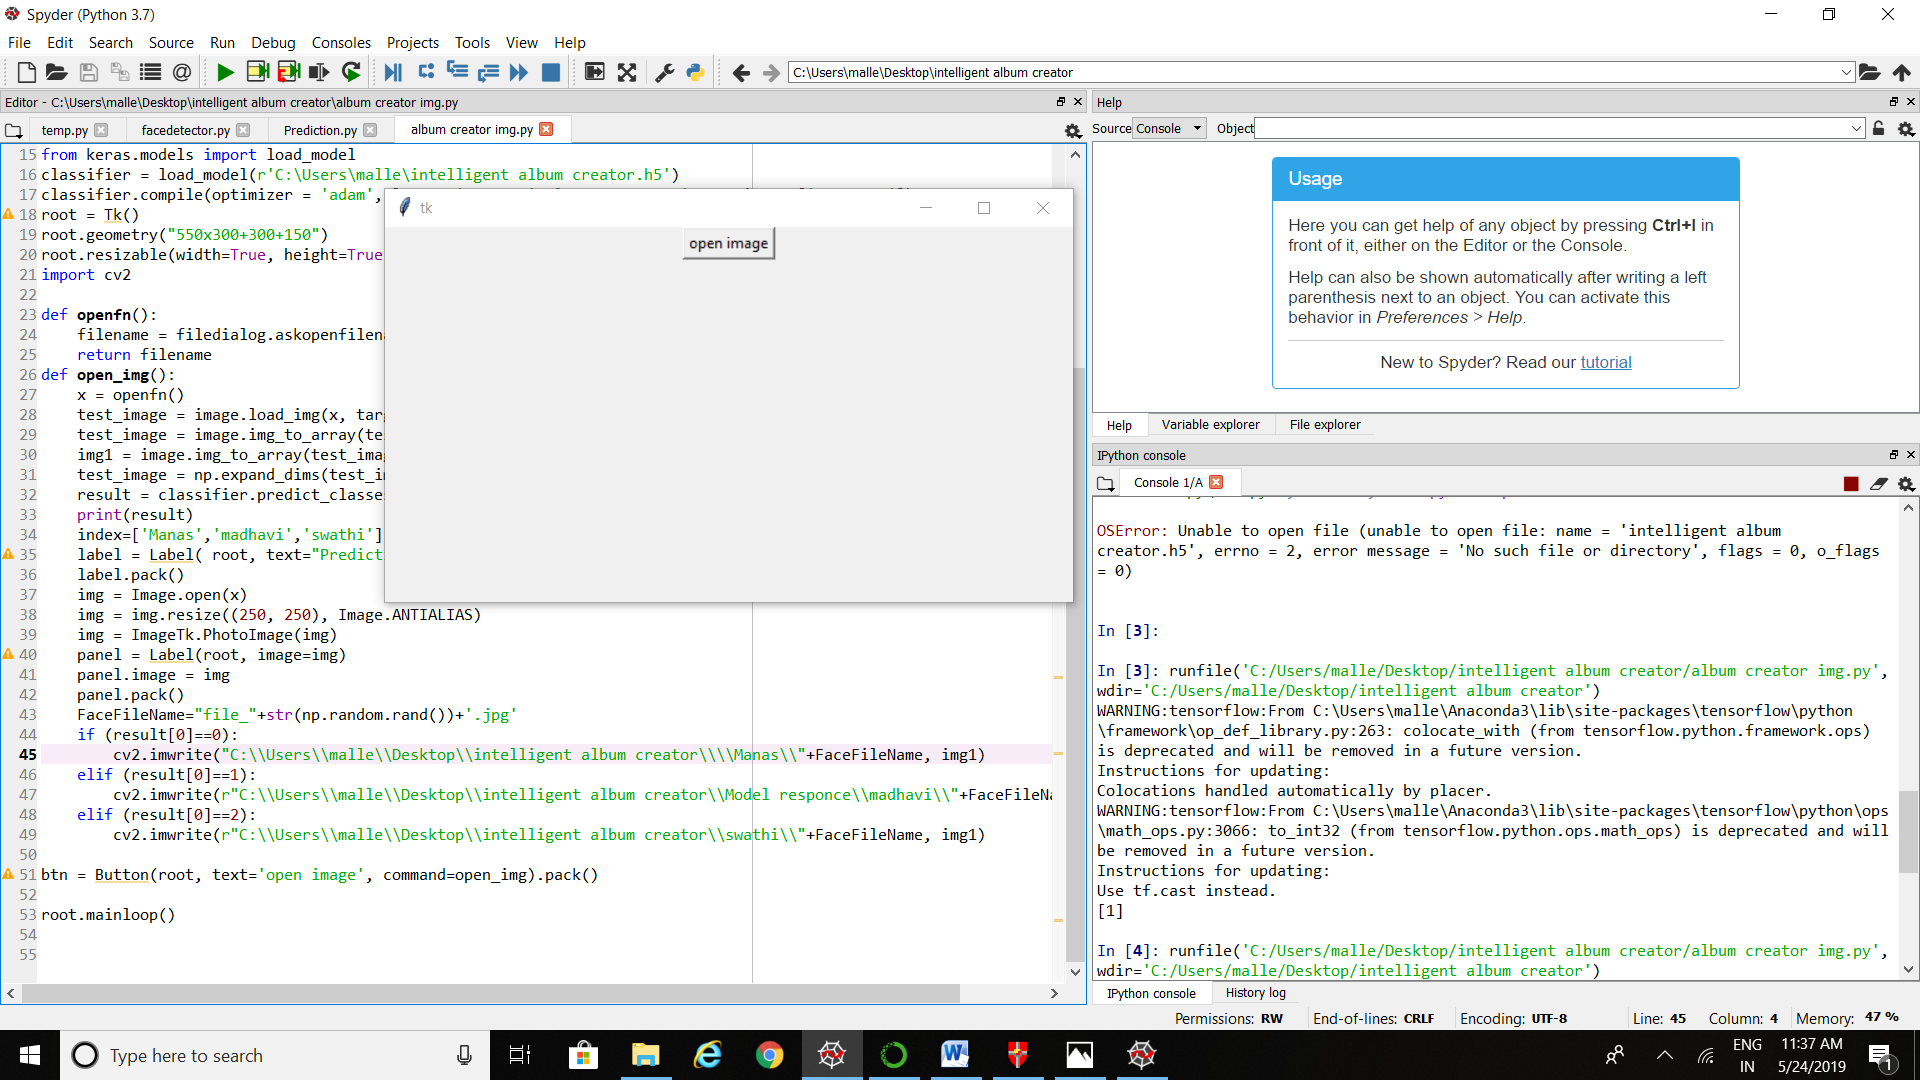 Spyder (Python 3.7)
File Edit Search Source Run Debug Consoles Projects Tools View Help
C:\Users\malle\Desktop\intelligent album creator
Editor - C:\Users\malle\Desktop\intelligent album creator\album creator img.py
temp.py facedetector.py Prediction.py album creator img.py
15 from keras.models import load_model
16 classifier = load_model(r'C:\Users\malle\intelligent album creator.h5')
17 classifier.compile(optimizer = 'adam',
18 root = Tk()
19 root.geometry("550x300+300+150")
20 root.resizable(width=True, height=True
21 import cv2
22
23 def openfn():
24 filename = filedialog.askopenfilena
25 return filename
26 def open_img():
27 x = openfn()
28 test_image = image.load_img(x, targ
29 test_image = image.img_to_array(te
30 img1 = image.img_to_array(test_imag
31 test_image = np.expand_dims(test_im
32 result = classifier.predict_classes
33 print(result)
34 index=['Manas','madhavi','swathi']
35 label = Label( root, text="Predict
36 label.pack()
37 img = Image.open(x)
38 img = img.resize((250, 250), Image.ANTIALIAS)
39 img = ImageTk.PhotoImage(img)
40 panel = Label(root, image=img)
41 panel.image = img
42 panel.pack()
43 FaceFileName="file_"+str(np.random.rand())+'.jpg'
44 if (result[0]==0):
45 cv2.imwrite("C:\\Users\\malle\\Desktop\\intelligent album creator\\\\Manas\\"+FaceFileName, img1)
46 elif (result[0]==1):
47 cv2.imwrite(r"C:\\Users\\malle\\Desktop\\intelligent album creator\\Model responce\\madhavi\\"+FaceFileNa
48 elif (result[0]==2):
49 cv2.imwrite(r"C:\\Users\\malle\\Desktop\\intelligent album creator\\swathi\\"+FaceFileName, img1)
50
51 btn = Button(root, text='open image', command=open_img).pack()
52
53 root.mainloop()
54
55
tk
open image
Help
Source Console Object
Usage
Here you can get help of any object by pressing Ctrl+I in
front of it, either on the Editor or the Console.
Help can also be shown automatically after writing a left
parenthesis next to an object. You can activate this
behavior in Preferences > Help.
New to Spyder? Read our tutorial
Help Variable explorer File explorer
IPython console
Console 1/A
OSError: Unable to open file (unable to open file: name = 'intelligent album
creator.h5', errno = 2, error message = 'No such file or directory', flags = 0, o_flags
= 0)
In [3]:
In [3]: runfile('C:/Users/malle/Desktop/intelligent album creator/album creator img.py',
wdir='C:/Users/malle/Desktop/intelligent album creator')
WARNING:tensorflow:From C:\Users\malle\Anaconda3\lib\site-packages\tensorflow\python
\framework\op_def_library.py:263: colocate_with (from tensorflow.python.framework.ops)
is deprecated and will be removed in a future version.
Instructions for updating:
Colocations handled automatically by placer.
WARNING:tensorflow:From C:\Users\malle\Anaconda3\lib\site-packages\tensorflow\python\ops
\math_ops.py:3066: to_int32 (from tensorflow.python.ops.math_ops) is deprecated and will
be removed in a future version.
Instructions for updating:
Use tf.cast instead.
[1]
In [4]: runfile('C:/Users/malle/Desktop/intelligent album creator/album creator img.py',
wdir='C:/Users/malle/Desktop/intelligent album creator')
IPython console History log
Permissions: RW End-of-lines: CRLF Encoding: UTF-8 Line: 45 Column: 4 Memory: 47 %
Type here to search
ENG
IN
11:37 AM
5/24/2019
1